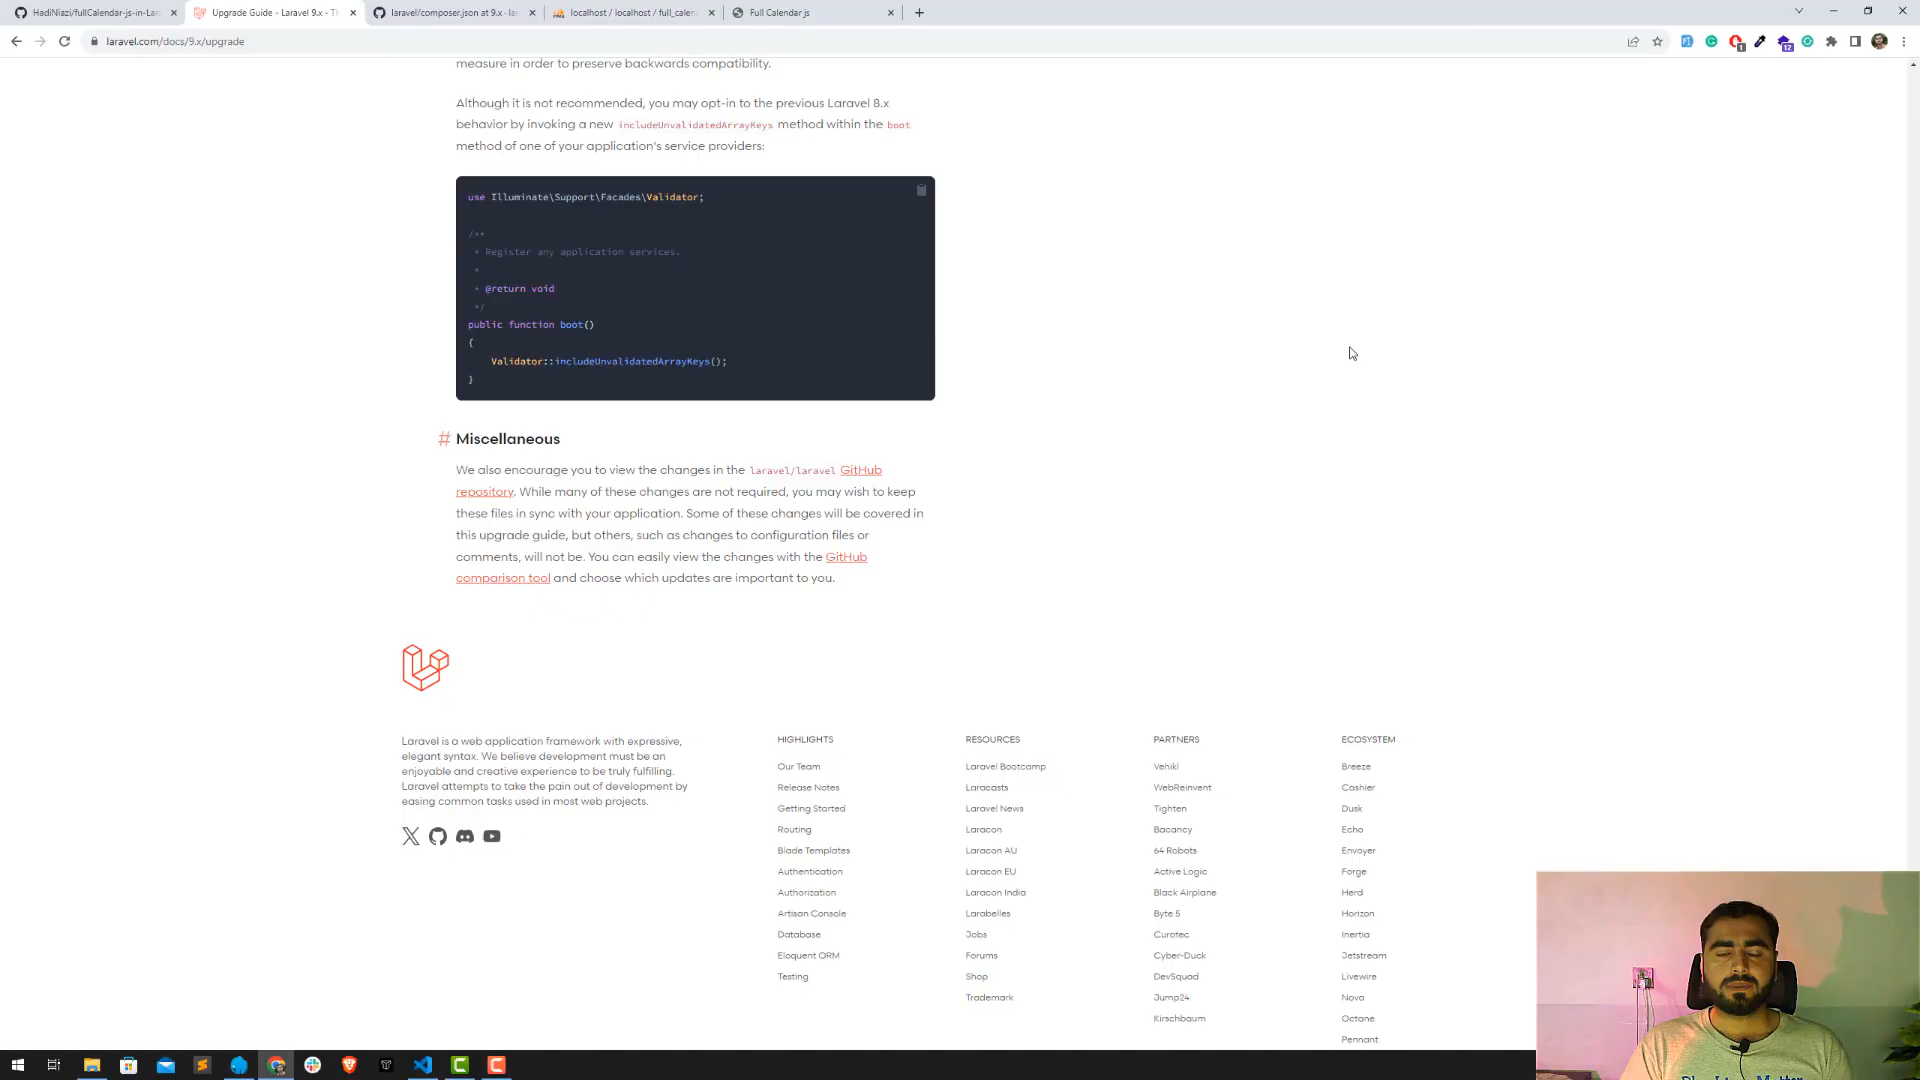 HadiNiazi/fullCalendar-js-in-Lar
Upgrade Guide - Laravel 9.x - Th
laravel/composer.json at 9.x · lar
localhost / localhost / full_calen
Full Calendar js
laravel.com/docs/9.x/upgrade
1
12
measure in order to preserve backwards compatibility.
Although it is not recommended, you may opt-in to the previous Laravel 8.x
behavior by invoking a new includeUnvalidatedArrayKeys method within the boot
method of one of your application's service providers:
use Illuminate\Support\Facades\Validator;
/**
* Register any application services.
*
* @return void
*/
public function boot()
{
Validator::includeUnvalidatedArrayKeys();
}
# Miscellaneous
We also encourage you to view the changes in the laravel/laravel GitHub
repository. While many of these changes are not required, you may wish to keep
these files in sync with your application. Some of these changes will be covered in
this upgrade guide, but others, such as changes to configuration files or
comments, will not be. You can easily view the changes with the GitHub
comparison tool and choose which updates are important to you.
Laravel is a web application framework with expressive,
elegant syntax. We believe development must be an
enjoyable and creative experience to be truly fulfilling.
Laravel attempts to take the pain out of development by
easing common tasks used in most web projects.
HIGHLIGHTS
Our Team
Release Notes
Getting Started
Routing
Blade Templates
Authentication
Authorization
Artisan Console
Database
Eloquent ORM
Testing
RESOURCES
Laravel Bootcamp
Laracasts
Laravel News
Laracon
Laracon AU
Laracon EU
Laracon India
Larabelles
Jobs
Forums
Shop
Trademark
PARTNERS
Vehikl
WebReinvent
Tighten
Bacancy
64 Robots
Active Logic
Black Airplane
Byte 5
Curotec
Cyber-Duck
DevSquad
Jump24
Kirschbaum
ECOSYSTEM
Breeze
Cashier
Dusk
Echo
Envoyer
Forge
Herd
Horizon
Inertia
Jetstream
Livewire
Nova
Octane
Pennant